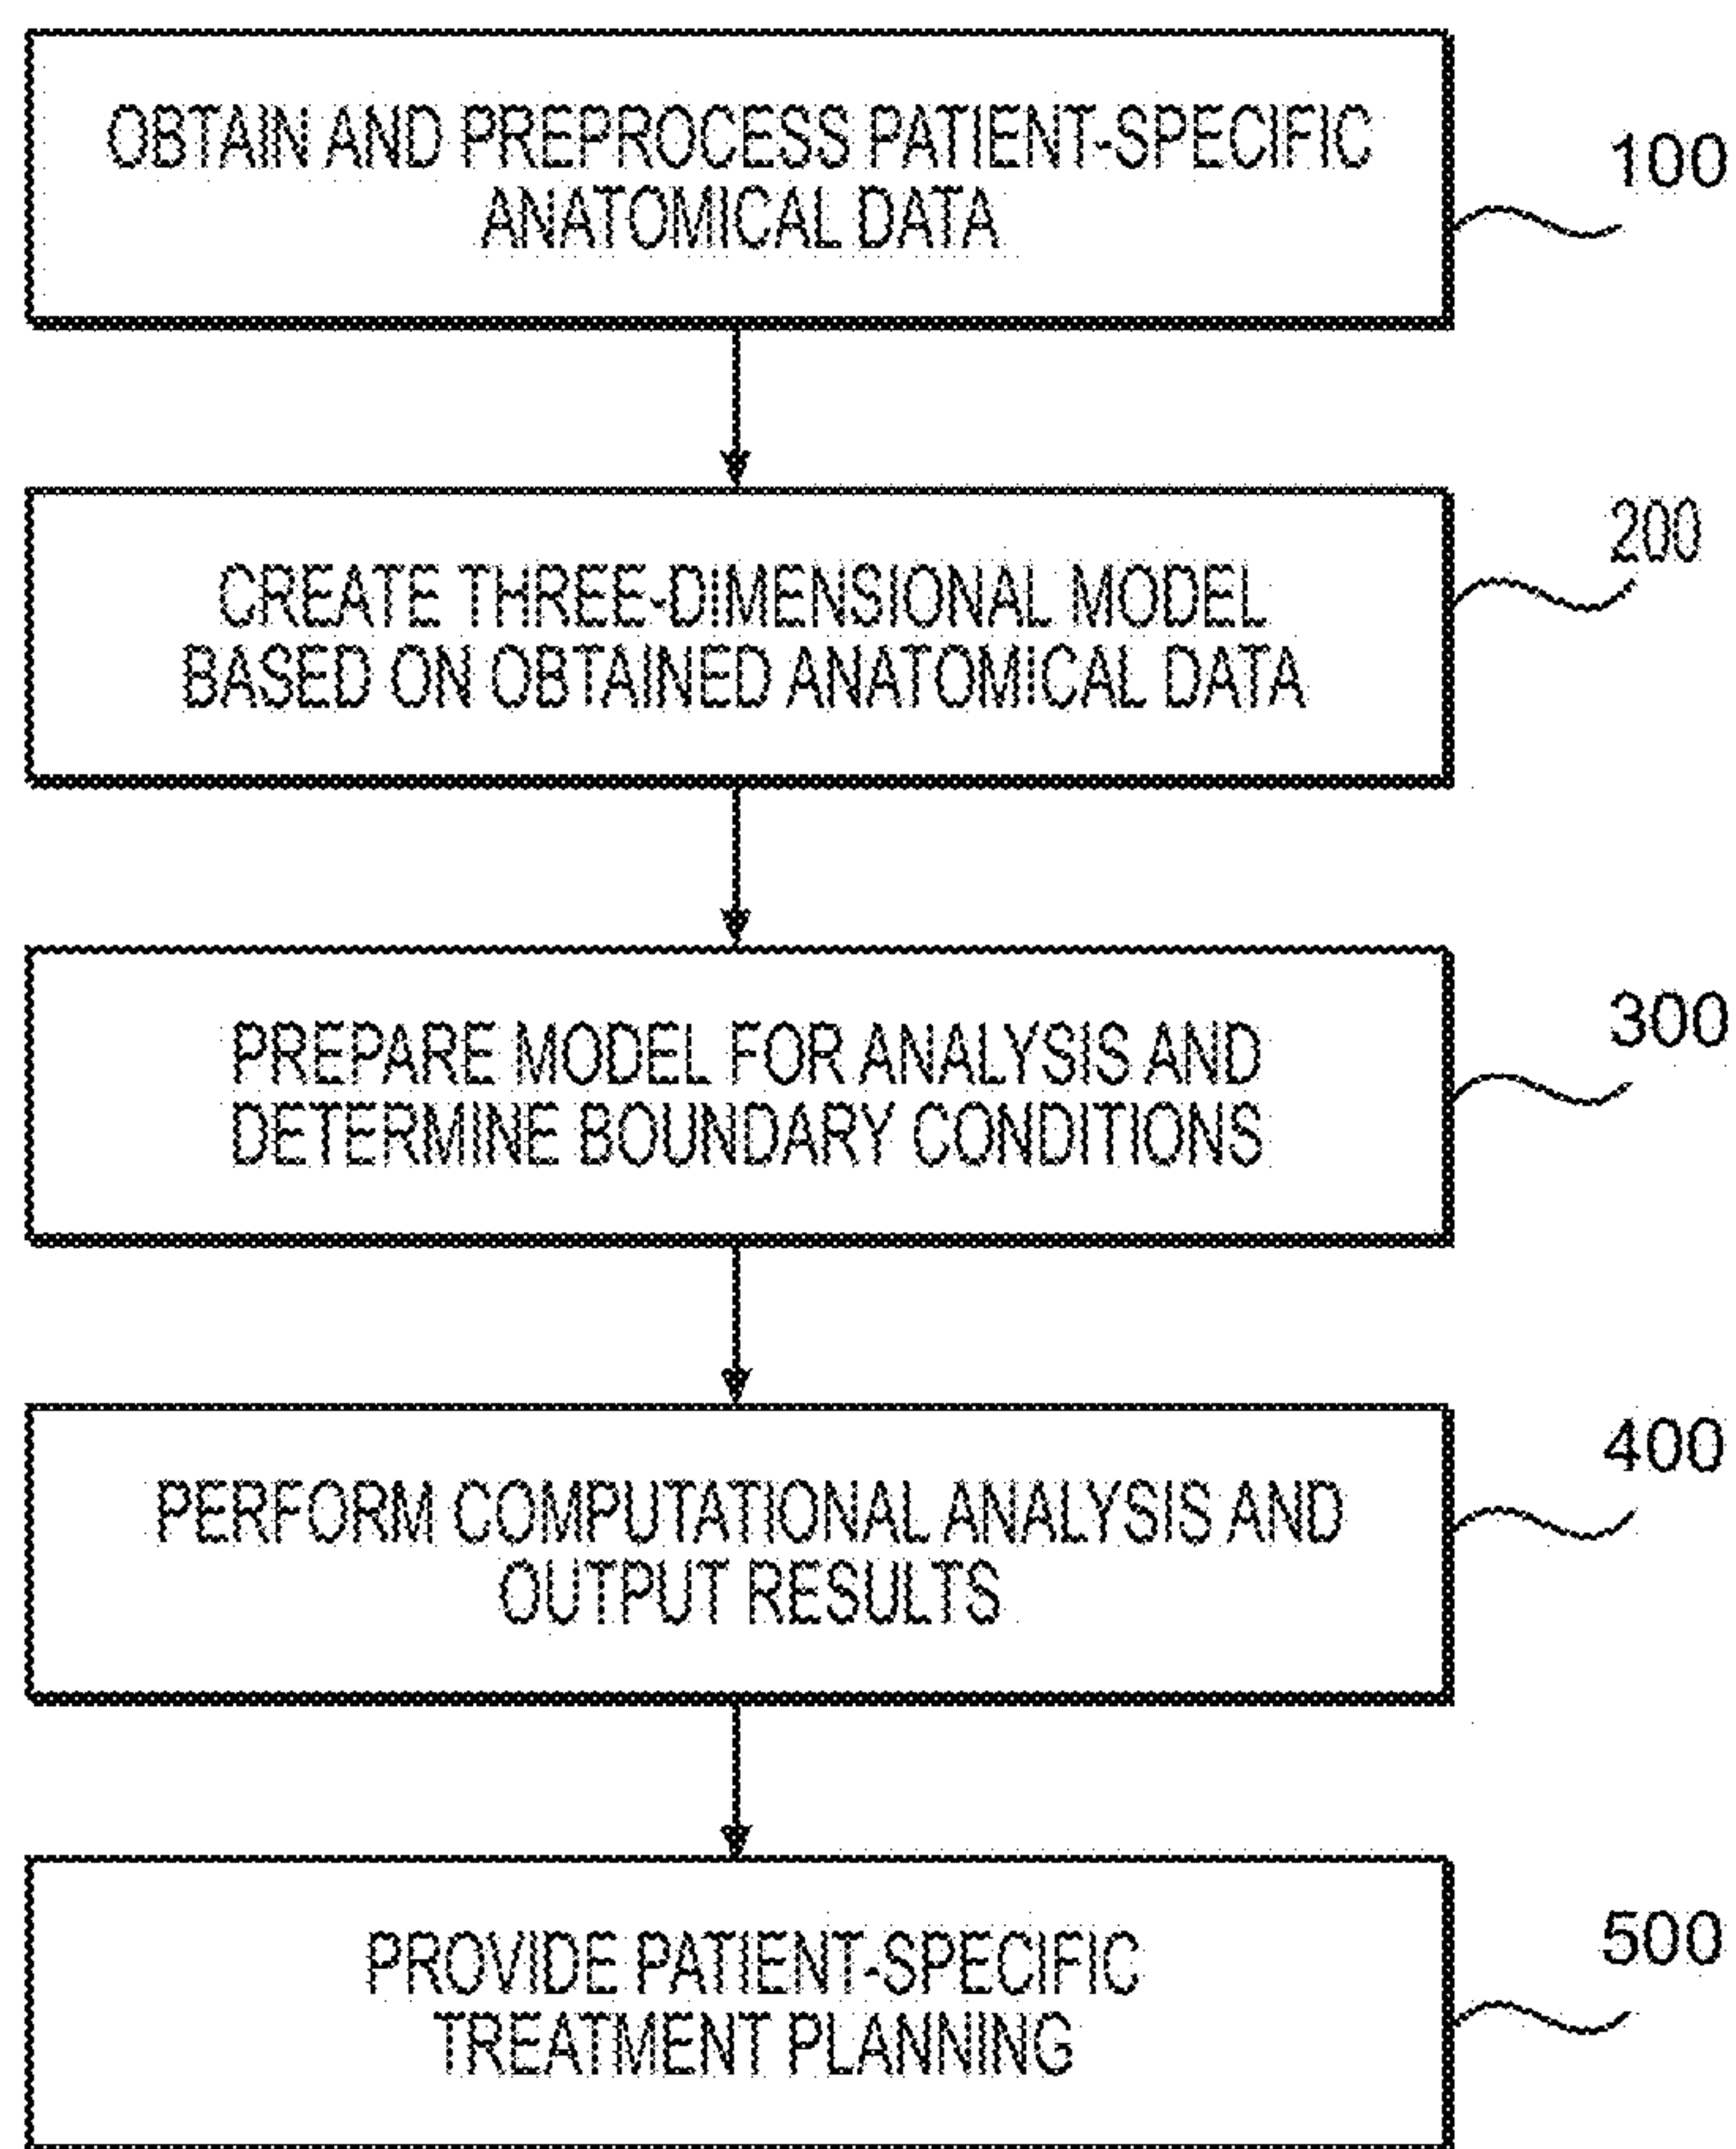 OBTAIN AND PREPROCESS PATIENT-SPECIFIC
ANATOMICAL DATA
100
CREATE THREE-DIMENSIONAL MODEL
BASED ON OBTAINED ANATOMICAL DATA
200
PREPARE MODEL FOR ANALYSIS AND
DETERMINE BOUNDARY CONDITIONS
300
PERFORM COMPUTATIONAL ANALYSIS AND
OUTPUT RESULTS
400
PROVIDE PATIENT-SPECIFIC
TREATMENT PLANNING
500